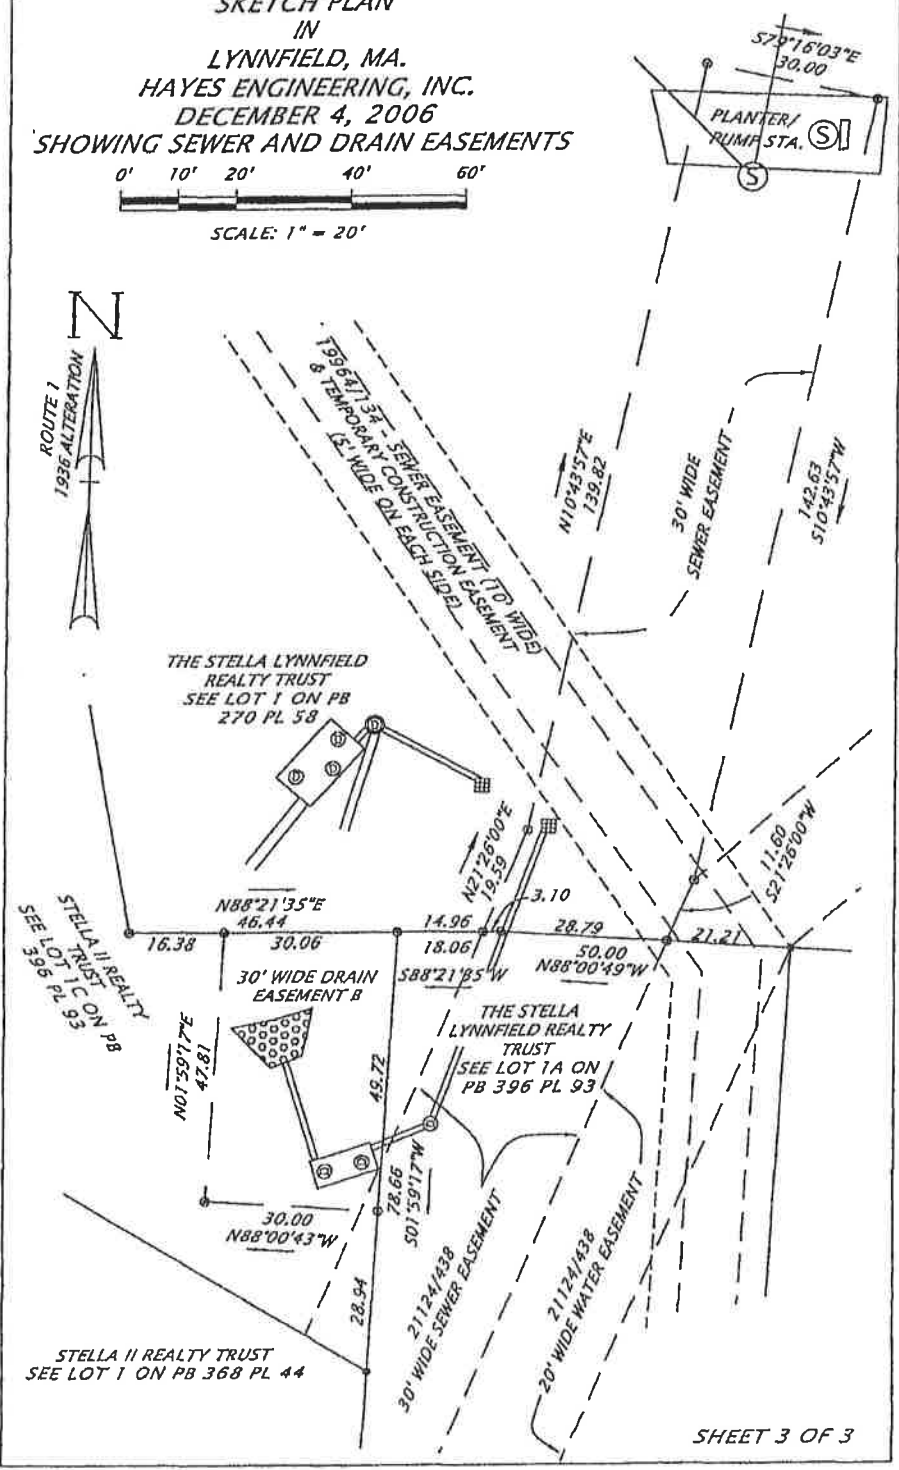 SKETCH PLAN
IN
LYNNFIELD, MA.
HAYES ENGINEERING, INC.
DECEMBER 4, 2006
SHOWING SEWER AND DRAIN EASEMENTS
0' 10' 20' 40' 60'
SCALE: 1" = 20'
S79°16'03"E
30.00
PLANTER/
PUMP STA.
S
S
N
ROUTE 1
1936 ALTERATION
19964/134 - SEWER EASEMENT (10' WIDE)
& TEMPORARY CONSTRUCTION EASEMENT
(5' WIDE ON EACH SIDE)
N10°43'57"E
139.82
30' WIDE
SEWER EASEMENT
142.63
S10°43'57"W
THE STELLA LYNNFIELD
REALTY TRUST
SEE LOT 1 ON PB
270 PL 58
D
D
D
D
N21°26'00"E
19.59
11.60
S21°26'00"W
N88°21'35"E
46.44
16.38
30.06
14.96
18.06
S88°21'35"W
3.10
28.79
50.00
N88°00'49"W
21.21
STELLA II REALTY
TRUST
SEE LOT 1C ON PB
396 PL 93
30' WIDE DRAIN
EASEMENT B
THE STELLA
LYNNFIELD REALTY
TRUST
SEE LOT 1A ON
PB 396 PL 93
N01°59'17"E
47.81
49.72
D
D
D
78.66
S01°59'17"W
30.00
N88°00'43"W
28.94
21124/438
30' WIDE SEWER EASEMENT
21124/438
20' WIDE WATER EASEMENT
STELLA II REALTY TRUST
SEE LOT 1 ON PB 368 PL 44
SHEET 3 OF 3